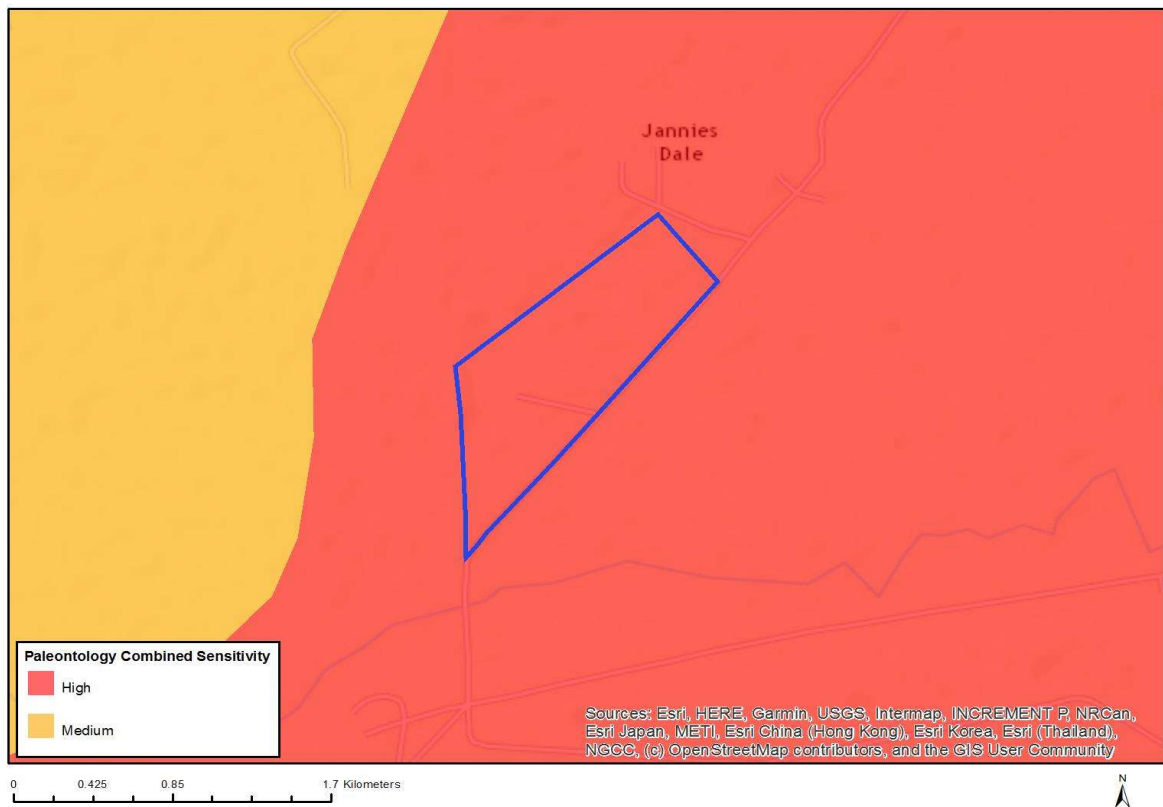 Jannies
Dale
Paleontology Combined Sensitivity
High
Medium
Sources: Esri, HERE, Garmin, USGS, Intermap, INCREMENT P, NRCan,
Esri Japan, METI, Esri China (Hong Kong), Esri Korea, Esri (Thailand),
NGCC, (c) OpenStreetMap contributors, and the GIS User Community
0 0.425 0.85 1.7 Kilometers
N